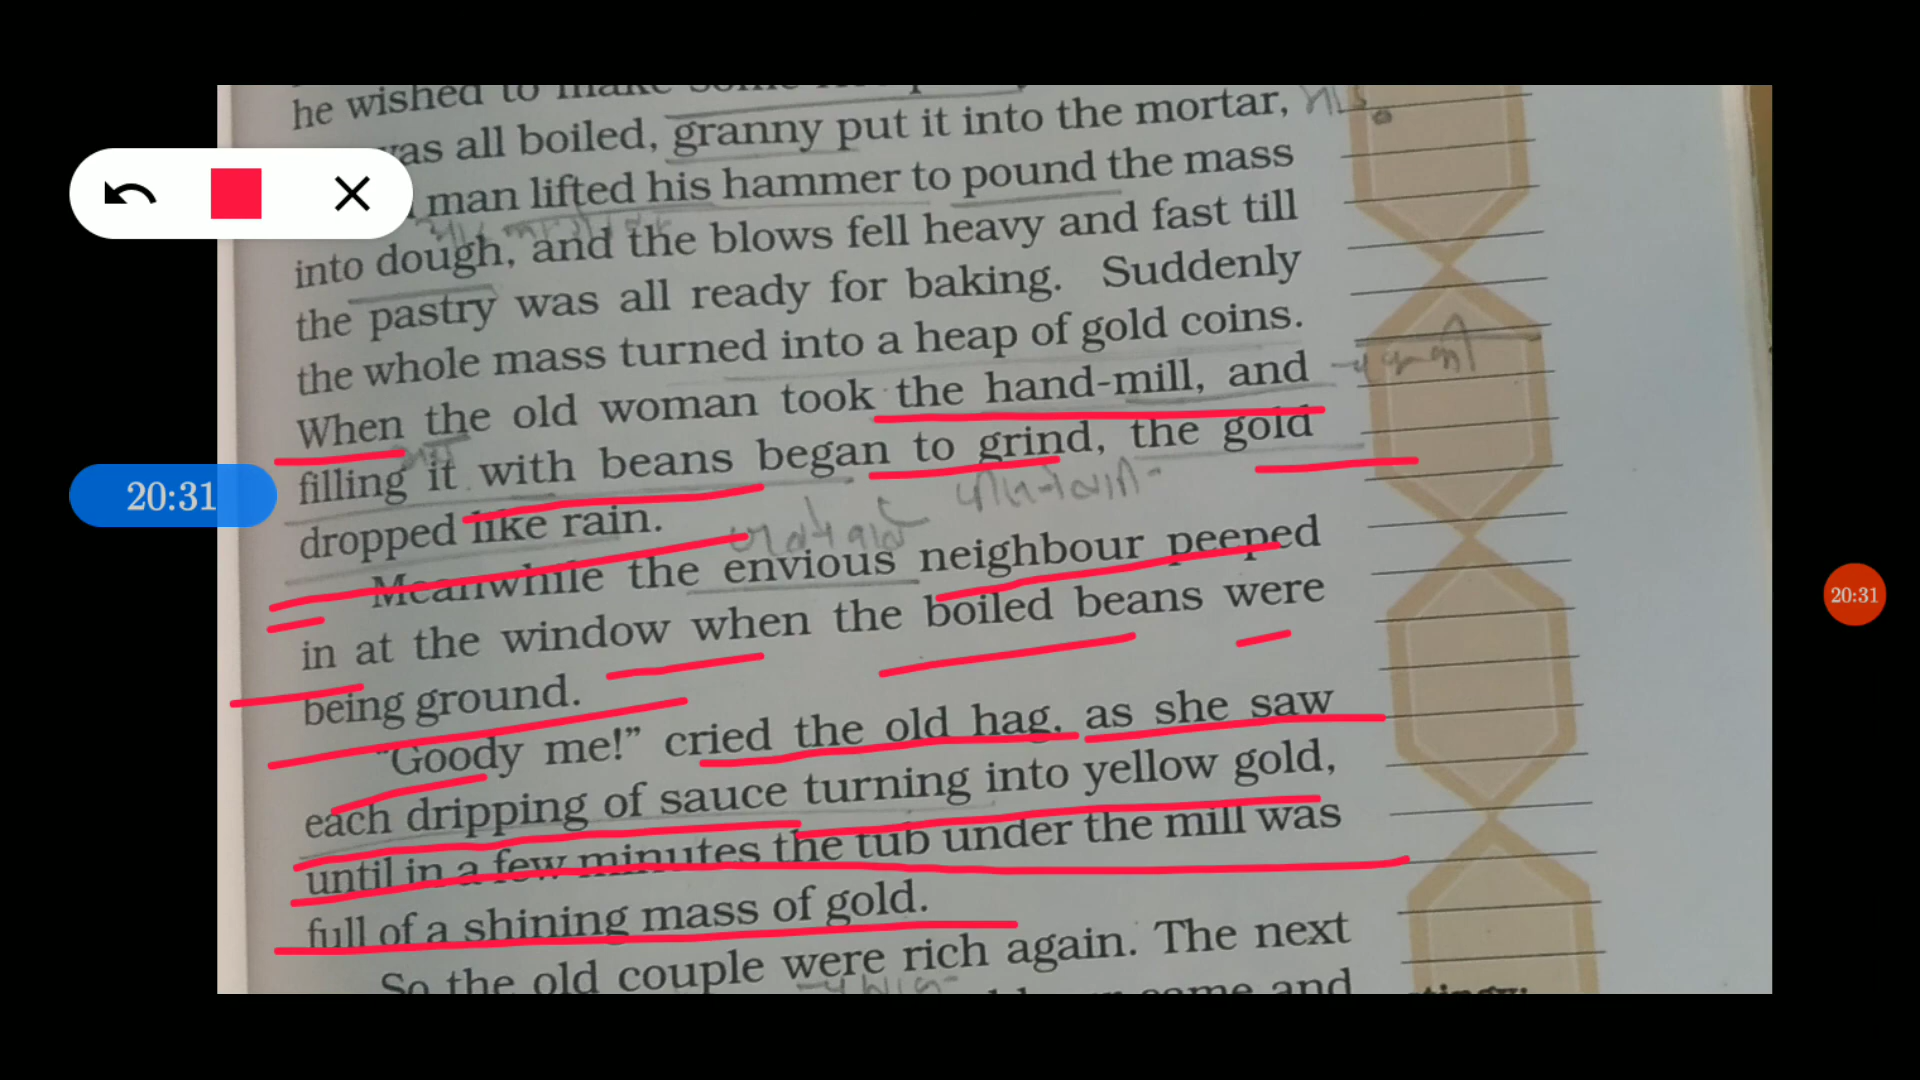 he wished to make some
was all boiled, granny put it into the mortar,
man lifted his hammer to pound the mass
into dough, and the blows fell heavy and fast till
the pastry was all ready for baking. Suddenly
the whole mass turned into a heap of gold coins.
When the old woman took the hand-mill, and
filling it with beans began to grind, the gold
dropped like rain.
Meanwhile the envious neighbour peeped
in at the window when the boiled beans were
being ground.
"Goody me!" cried the old hag, as she saw
each dripping of sauce turning into yellow gold,
until in a few minutes the tub under the mill was
full of a shining mass of gold.
So the old couple were rich again. The next
came and
20:31
20:31